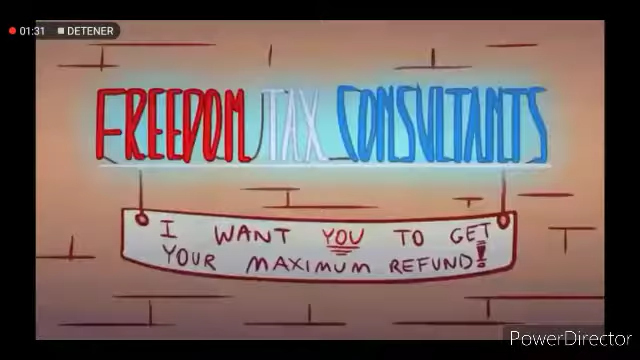 01:31 DETENER
FREEDOM TAX CONSULTANTS
I WANT YOU TO GET
YOUR MAXIMUM REFUND!
PowerDirector